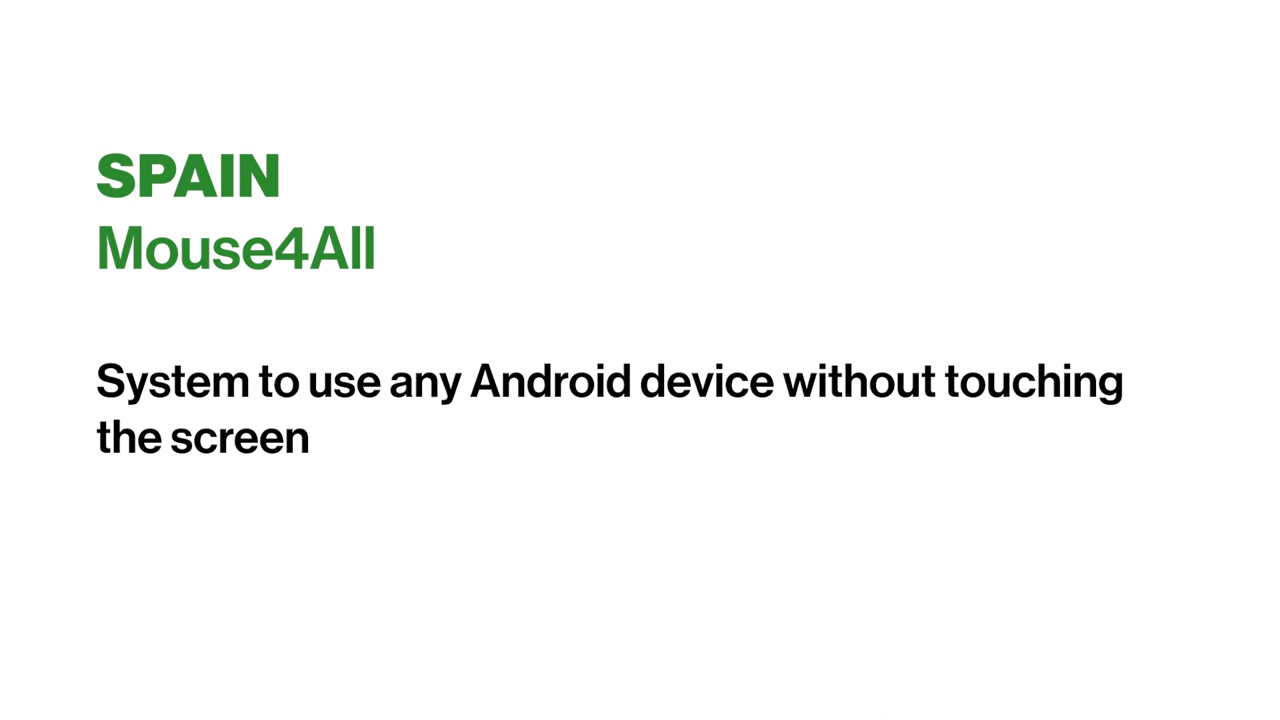 SPAIN
Mouse4All
System to use any Android device without touching
the screen